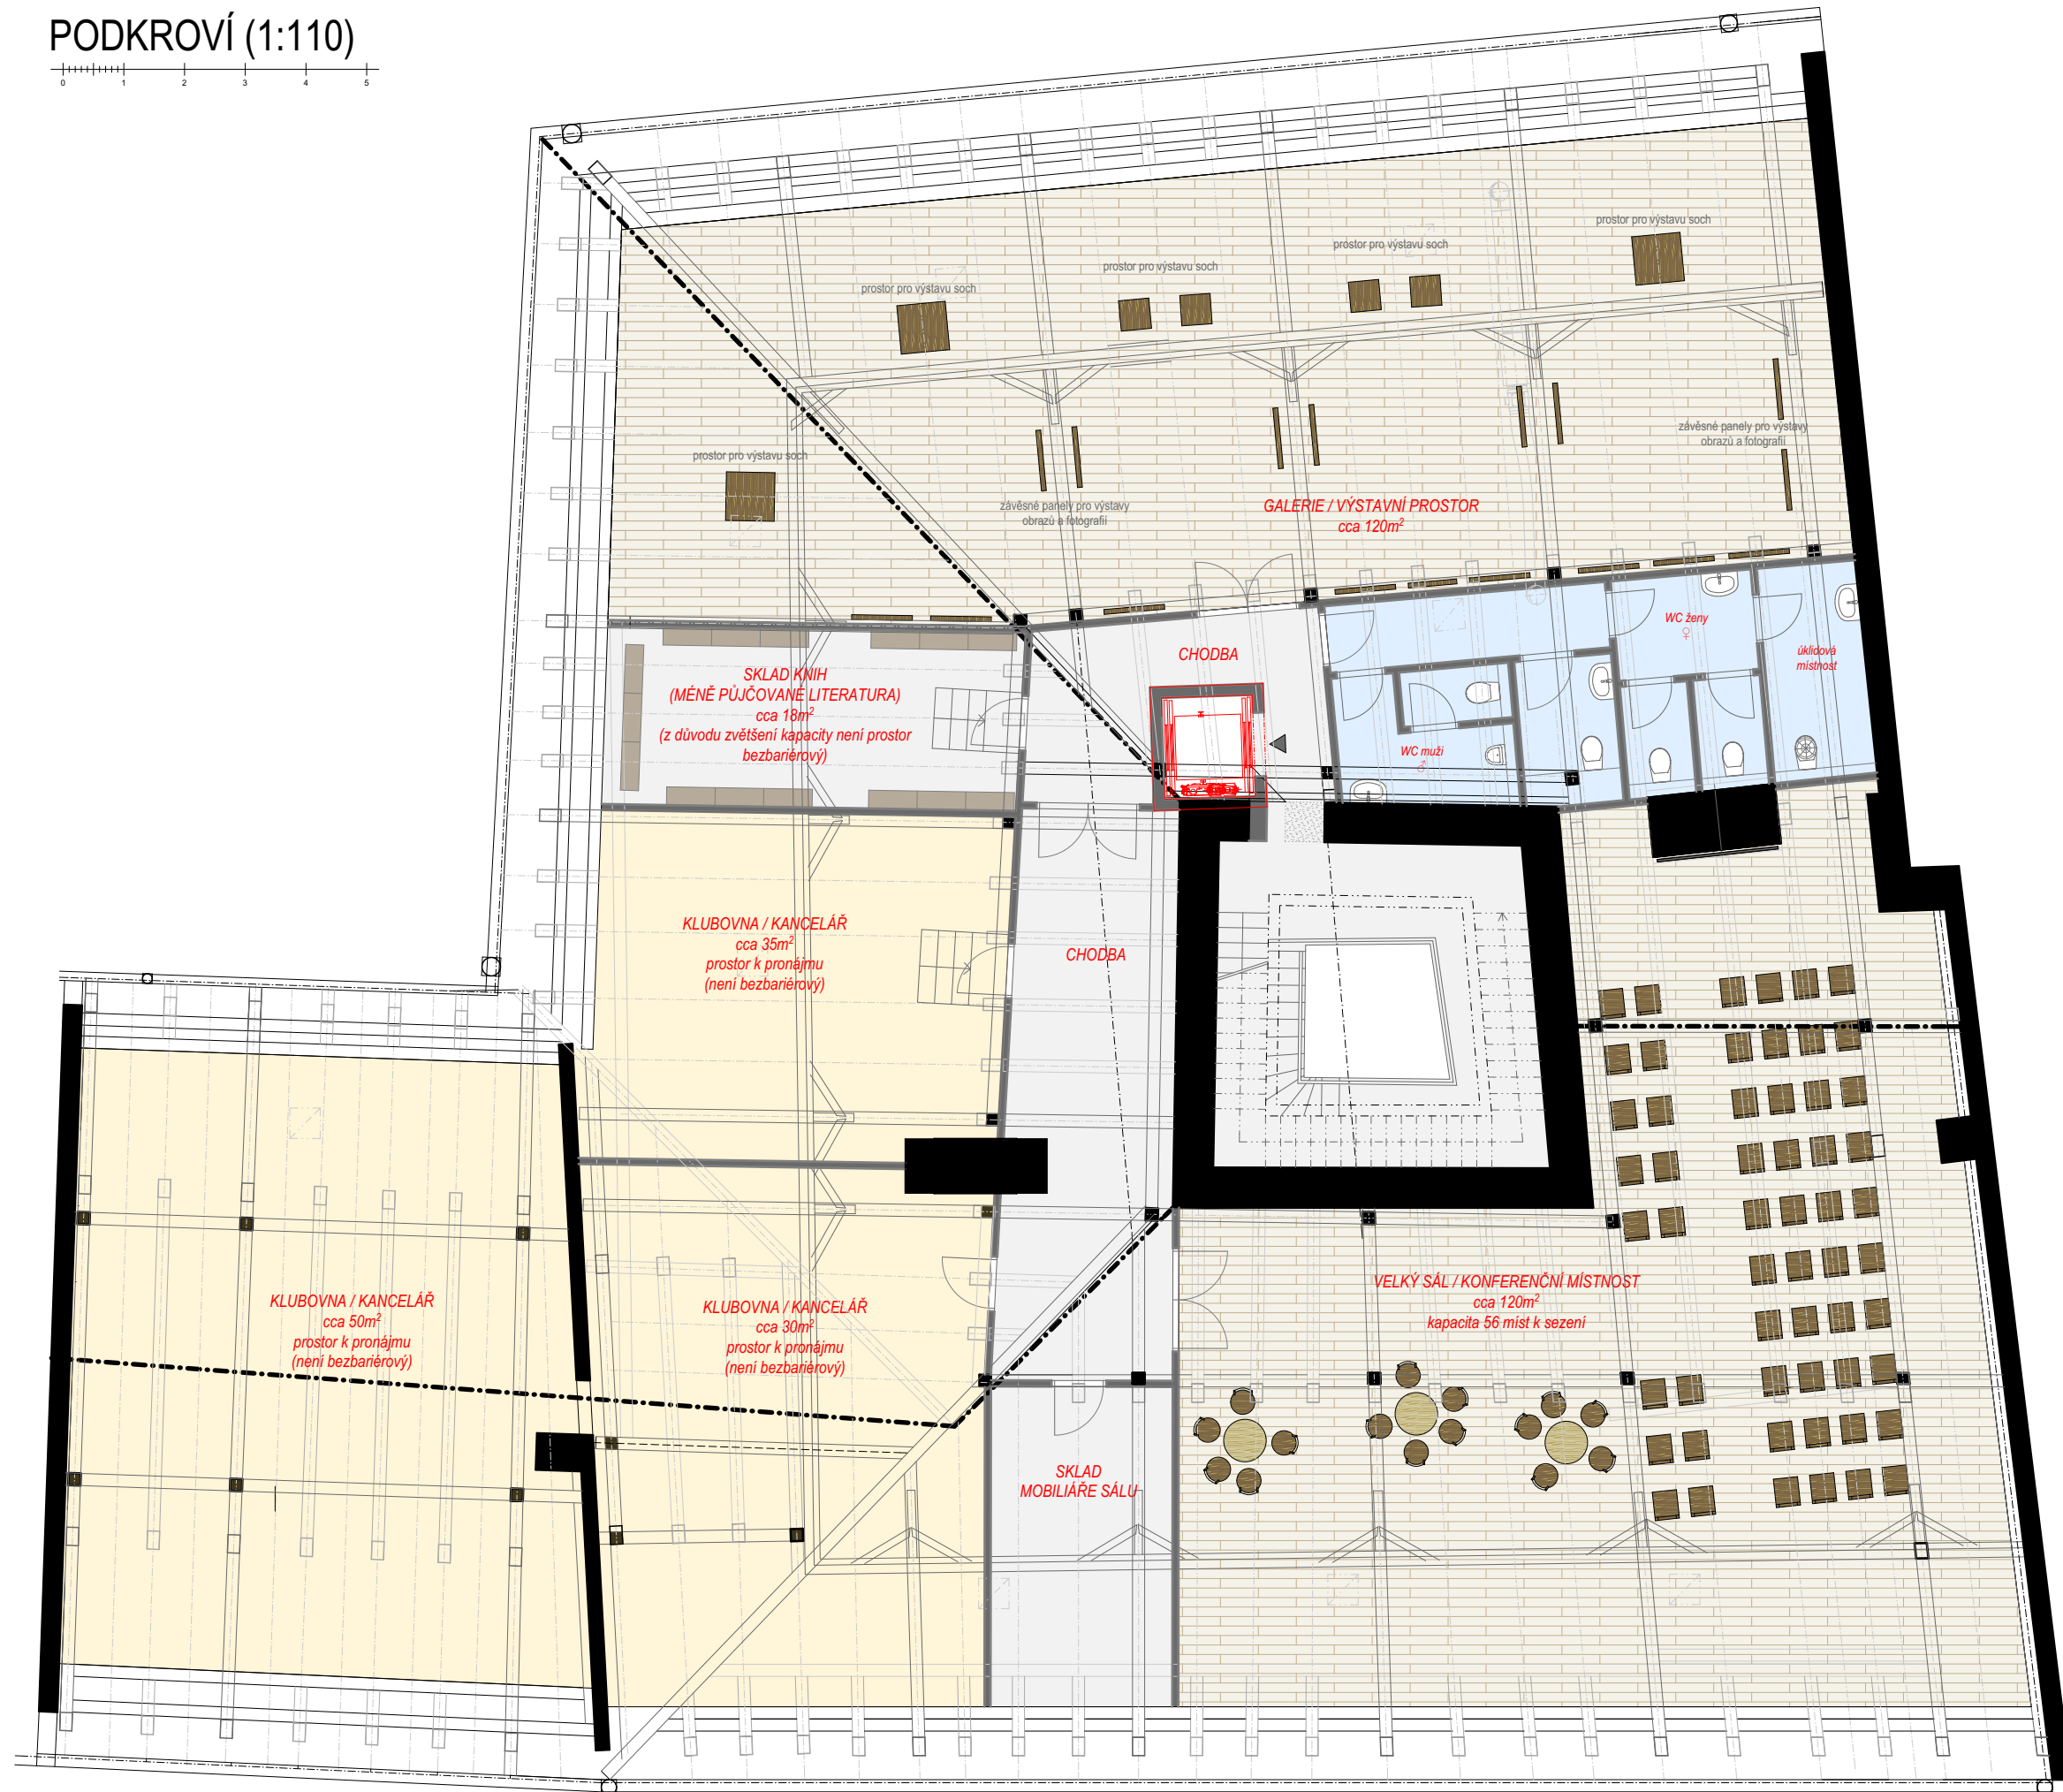 PODKROVÍ (1:110)
0 1 2 3 4 5
prostor pro výstavu soch
prostor pro výstavu soch
prostor pro výstavu soch
prostor pro výstavu soch
prostor pro výstavu soch
závěsné panely pro výstavy
obrazů a fotografií
závěsné panely pro výstavy
obrazů a fotografií
GALERIE / VÝSTAVNÍ PROSTOR
cca 120m²
CHODBA
WC ženy
♀
úklidová
místnost
WC muži
♂
SKLAD KNIH
(MÉNĚ PŮJČOVANÉ LITERATURA)
cca 18m²
(z důvodu zvětšení kapacity není prostor
bezbariérový)
KLUBOVNA / KANCELÁŘ
cca 35m²
prostor k pronájmu
(není bezbariérový)
CHODBA
KLUBOVNA / KANCELÁŘ
cca 50m²
prostor k pronájmu
(není bezbariérový)
KLUBOVNA / KANCELÁŘ
cca 30m²
prostor k pronájmu
(není bezbariérový)
VELKÝ SÁL / KONFERENČNÍ MÍSTNOST
cca 120m²
kapacita 56 míst k sezení
SKLAD
MOBILIÁŘE SÁLU